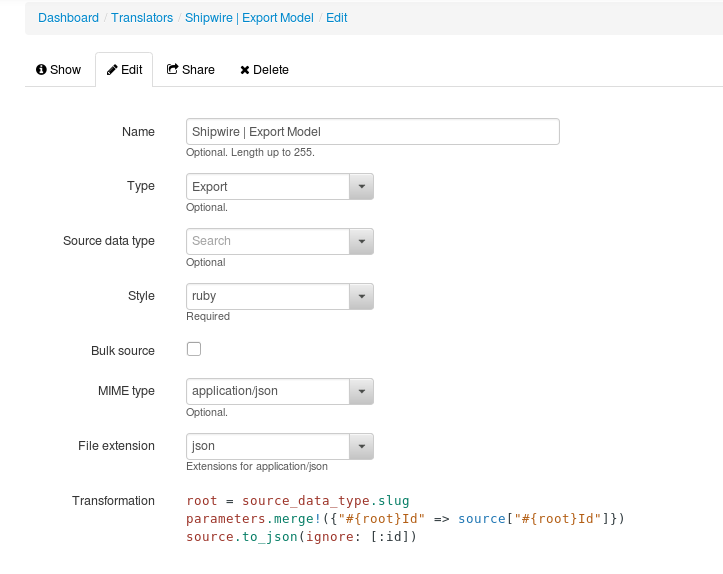 Dashboard / Translators / Shipwire | Export Model / Edit
Show Edit Share Delete
Name Shipwire | Export Model
Optional. Length up to 255.
Type Export
Optional.
Source data type Search
Optional
Style ruby
Required
Bulk source
MIME type application/json
Optional.
File extension json
Extensions for application/json
Transformation root = source_data_type.slug
parameters.merge!({"#{root}Id" => source["#{root}Id"]})
source.to_json(ignore: [:id])